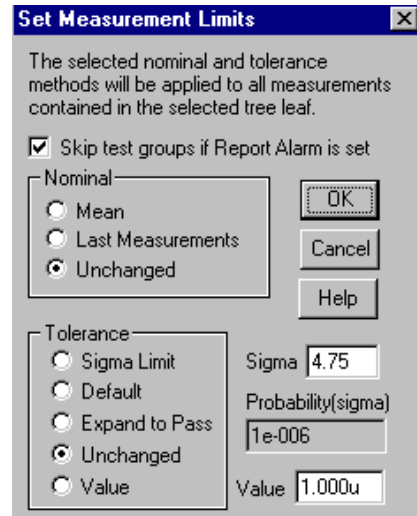 Set Measurement Limits
The selected nominal and tolerance
methods will be applied to all measurements
contained in the selected tree leaf.
Skip test groups if Report Alarm is set
Nominal
Mean
Last Measurements
Unchanged
OK
Cancel
Help
Tolerance
Sigma Limit
Default
Expand to Pass
Unchanged
Value
Sigma 4.75
Probability(sigma)
1e-006
Value 1.000u